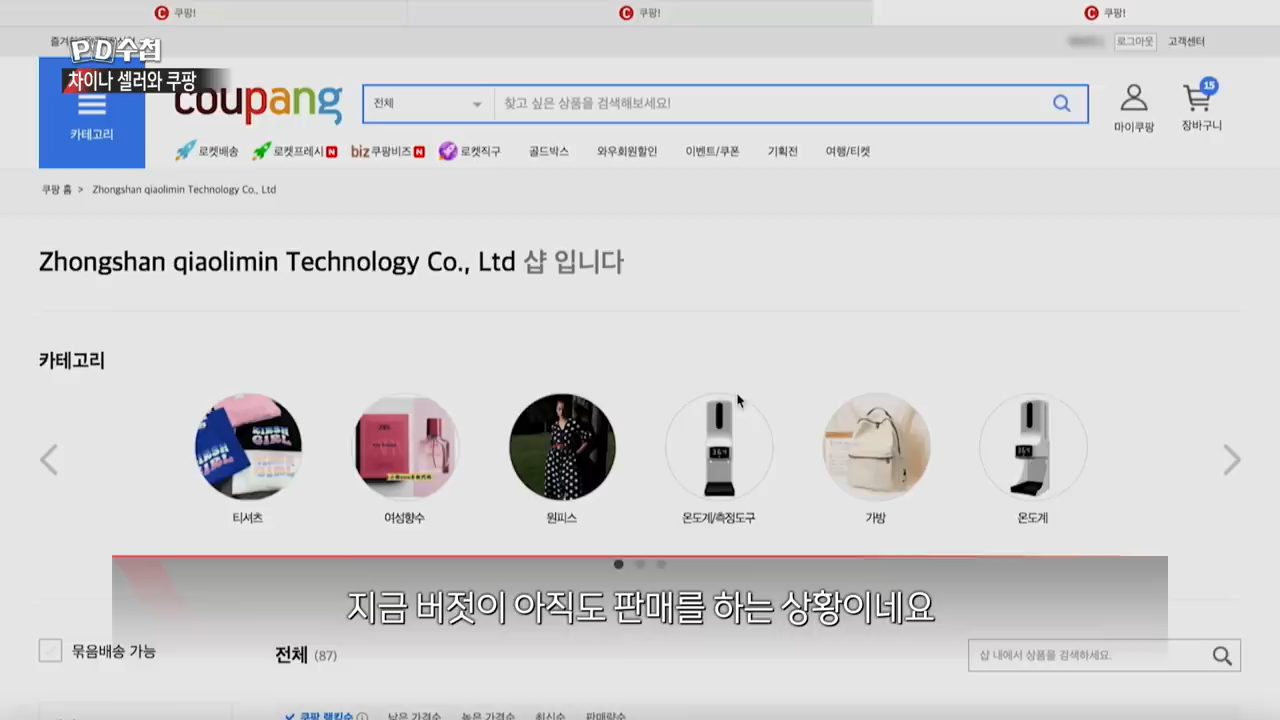 쿠팡!
쿠팡!
쿠팡!
PD수첩
차이나 셀러와 쿠팡
로그아웃
고객센터
카테고리
coupang
전체
찾고 싶은 상품을 검색해보세요!
마이쿠팡
15
장바구니
로켓배송
로켓프레시
biz 쿠팡비즈
로켓직구
골드박스
와우회원할인
이벤트/쿠폰
기획전
여행/티켓
쿠팡 홈 > Zhongshan qiaolimin Technology Co., Ltd
Zhongshan qiaolimin Technology Co., Ltd 샵 입니다
카테고리
티셔츠
여성향수
원피스
온도계/측정도구
가방
온도계
지금 버젓이 아직도 판매를 하는 상황이네요
묶음배송 가능
전체 (87)
샵 내에서 상품을 검색하세요.
쿠팡 랭킹순
낮은 가격순
높은 가격순
최신순
판매량순